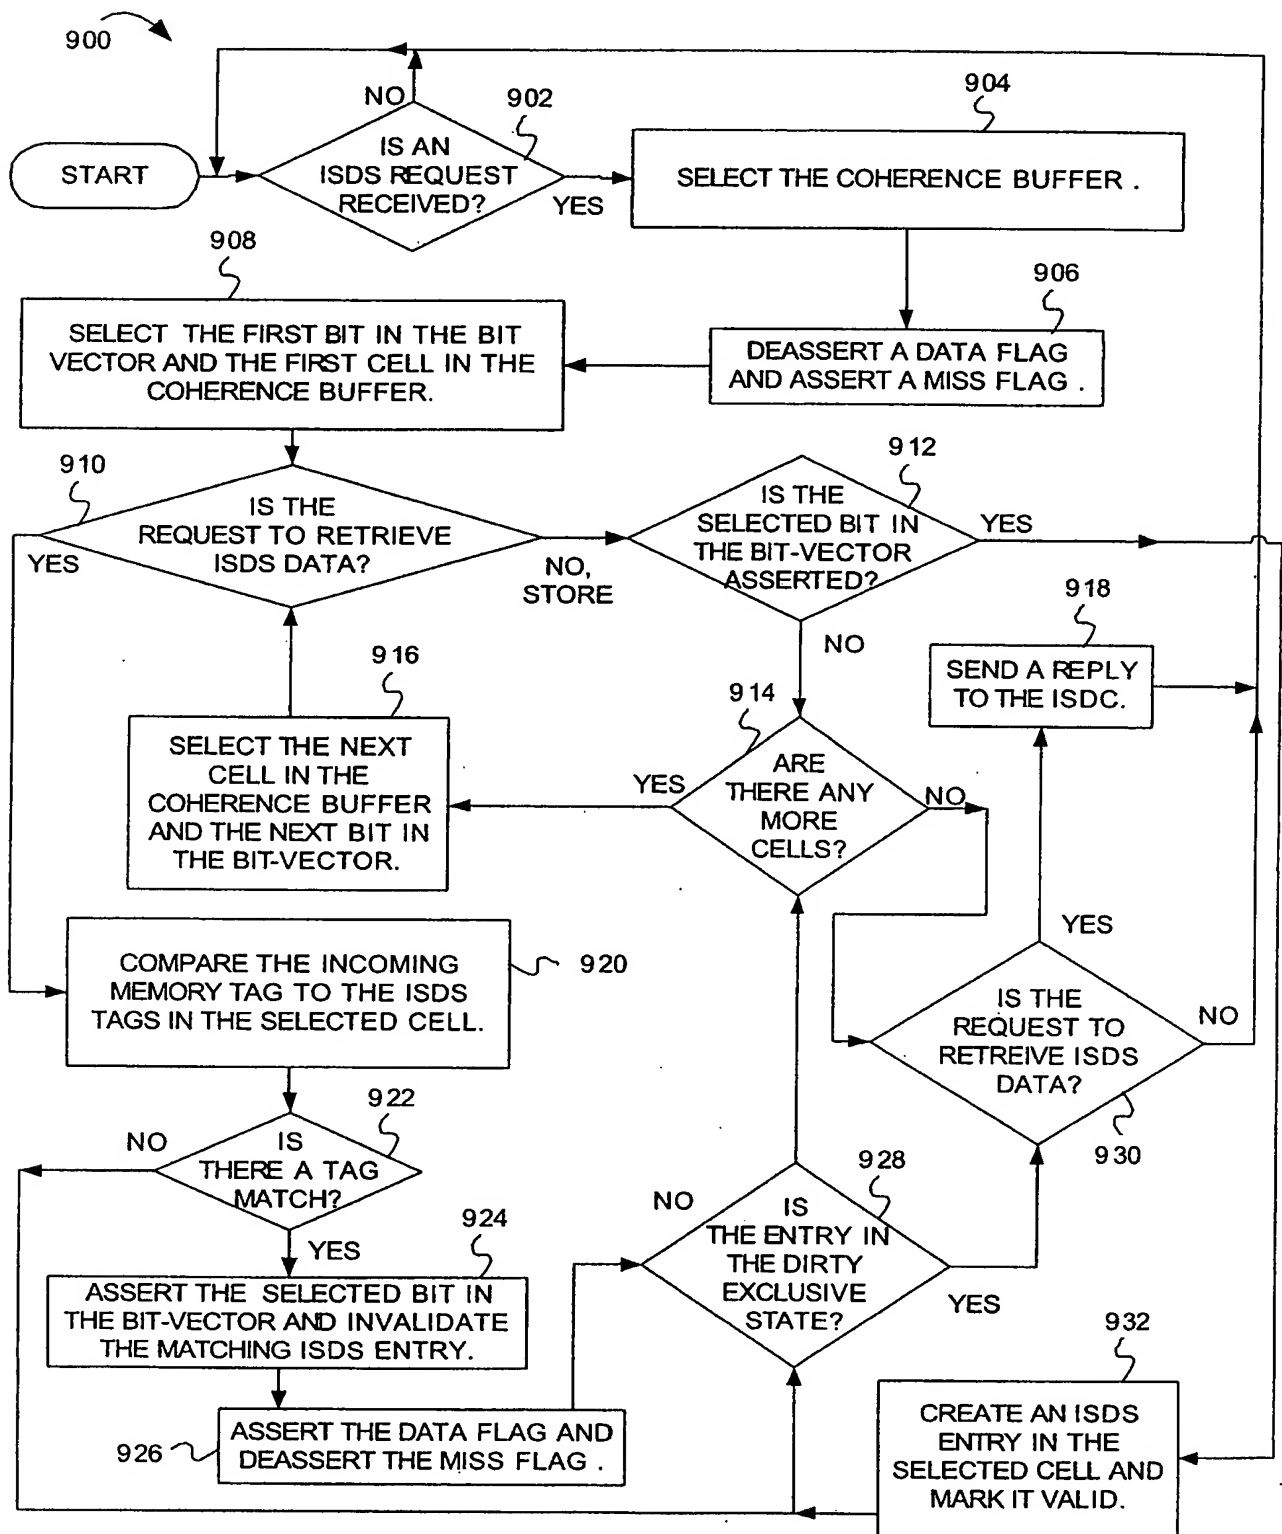 900
NO
902
904
START
IS AN
ISDS REQUEST
RECEIVED?
YES
SELECT THE COHERENCE BUFFER .
908
906
SELECT THE FIRST BIT IN THE BIT
VECTOR AND THE FIRST CELL IN THE
COHERENCE BUFFER.
DEASSERT A DATA FLAG
AND ASSERT A MISS FLAG .
910
912
IS THE
REQUEST TO RETRIEVE
ISDS DATA?
YES
NO,
STORE
IS THE
SELECTED BIT IN
THE BIT-VECTOR
ASSERTED?
YES
NO
918
SEND A REPLY
TO THE ISDC.
916
914
SELECT THE NEXT
CELL IN THE
COHERENCE BUFFER
AND THE NEXT BIT IN
THE BIT-VECTOR.
YES
ARE
THERE ANY
MORE
CELLS?
NO
YES
920
COMPARE THE INCOMING
MEMORY TAG TO THE ISDS
TAGS IN THE SELECTED CELL.
IS THE
REQUEST TO
RETREIVE ISDS
DATA?
NO
930
922
NO
IS
THERE A TAG
MATCH?
YES
928
NO
IS
THE ENTRY IN
THE DIRTY
EXCLUSIVE
STATE?
YES
924
ASSERT THE SELECTED BIT IN
THE BIT-VECTOR AND INVALIDATE
THE MATCHING ISDS ENTRY.
932
926
ASSERT THE DATA FLAG AND
DEASSERT THE MISS FLAG .
CREATE AN ISDS
ENTRY IN THE
SELECTED CELL AND
MARK IT VALID.